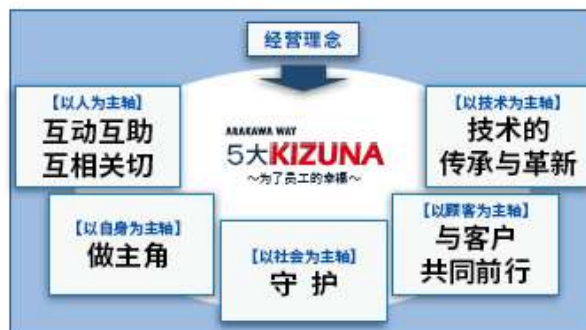 经营理念
【以人为主轴】
互动互助
互相关切
ARAKAWA WAY
5大KIZUNA
～为了员工的幸福～
【以技术为主轴】
技术的
传承与革新
【以自身为主轴】
做主角
【以社会为主轴】
守 护
【以顾客为主轴】
与客户
共同前行